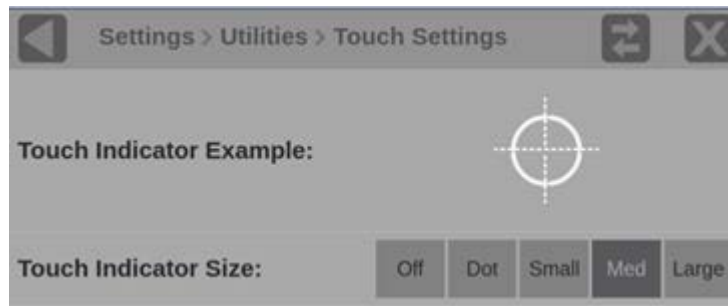 Settings > Utilities > Touch Settings
Touch Indicator Example:
Touch Indicator Size: Off Dot Small Med Large